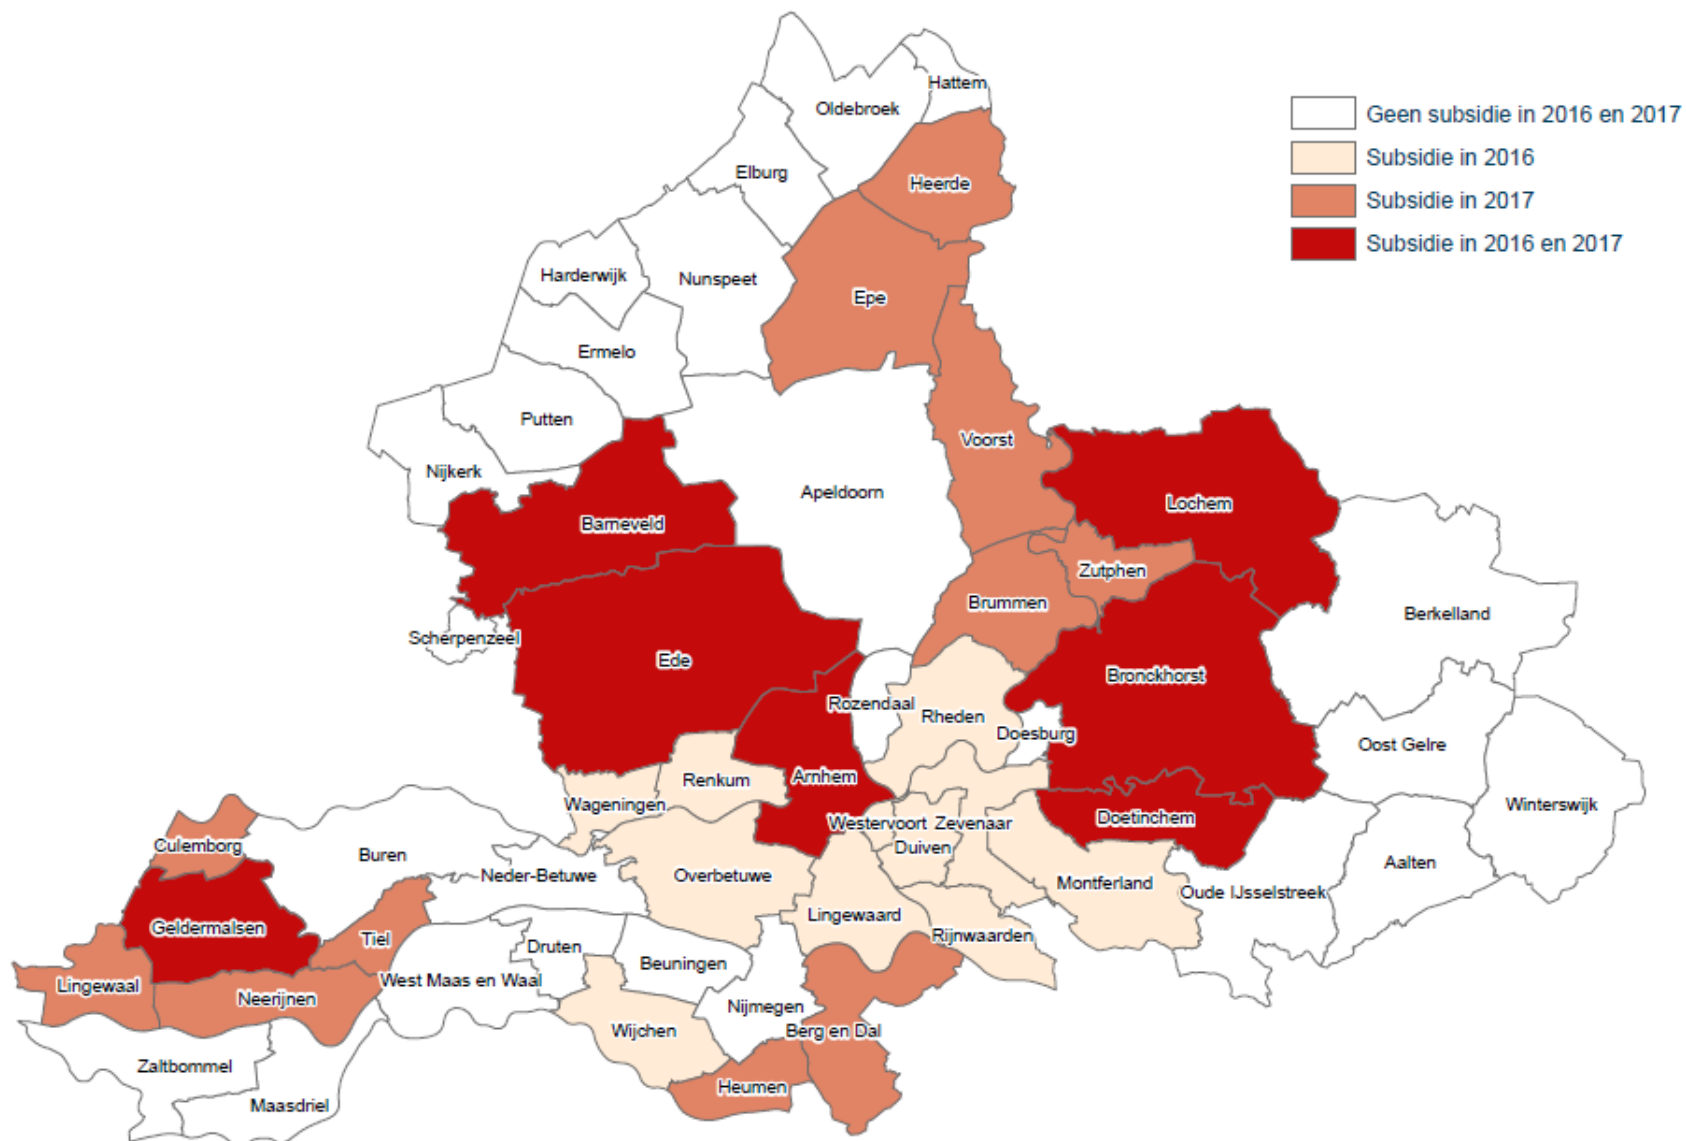 Geen subsidie in 2016 en 2017
Subsidie in 2016
Subsidie in 2017
Subsidie in 2016 en 2017
Hattem
Oldebroek
Elburg
Heerde
Harderwijk
Nunspeet
Epe
Ermelo
Putten
Voorst
Nijkerk
Apeldoorn
Lochem
Barneveld
Zutphen
Brummen
Berkelland
Scherpenzeel
Ede
Bronckhorst
Rozendaal
Rheden
Doesburg
Oost Gelre
Renkum
Arnhem
Wageningen
Winterswijk
Doetinchem
Westervoort
Zevenaar
Culemborg
Duiven
Buren
Aalten
Neder-Betuwe
Overbetuwe
Montferland
Oude IJsselstreek
Lingewaard
Geldermalsen
Rijnwaarden
Tiel
Druten
Beuningen
West Maas en Waal
Lingewaal
Neerijnen
Nijmegen
Wijchen
Berg en Dal
Zaltbommel
Heumen
Maasdriel